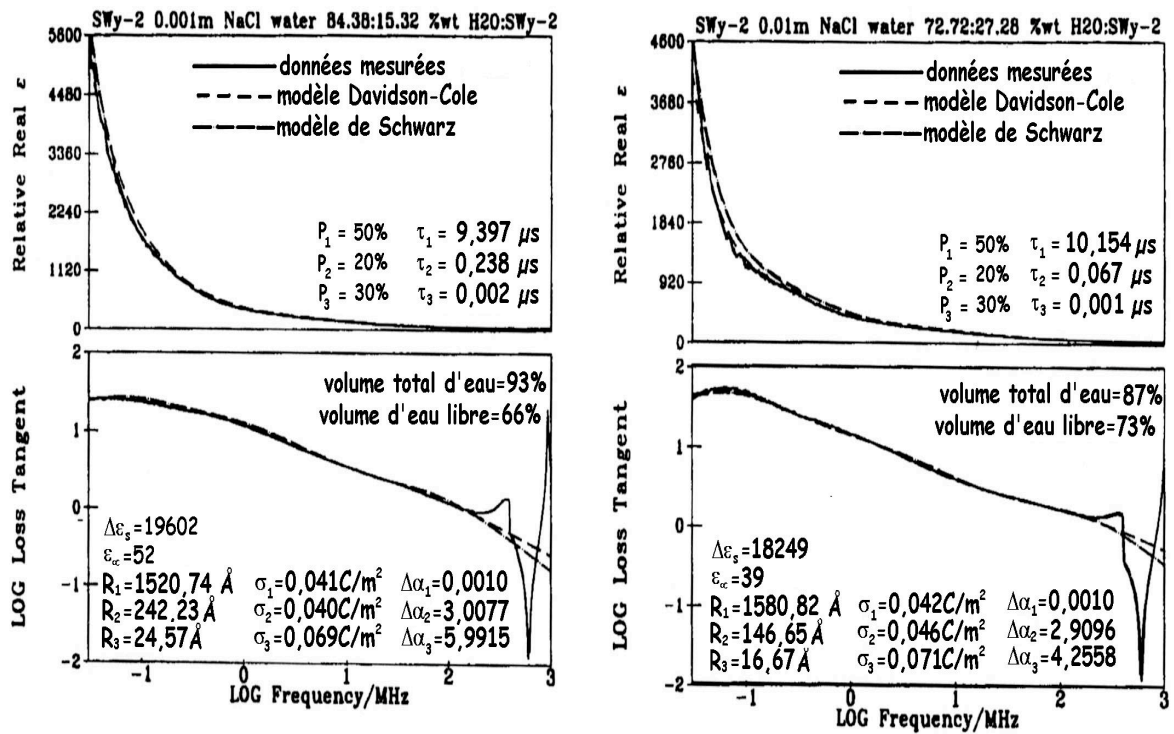 SWy-2 0.001m NaCl water 84.38:15.32 %wt H2O:SWy-2
5600
4480
3360
2240
1120
0
Relative Real ε
données mesurées
modèle Davidson-Cole
modèle de Schwarz
P₁ = 50% τ₁ = 9,397 µs
P₂ = 20% τ₂ = 0,238 µs
P₃ = 30% τ₃ = 0,002 µs
2
1
0
-1
-2
LOG Loss Tangent
volume total d'eau=93%
volume d'eau libre=66%
Δεs=19602
ε∝=52
R₁=1520,74 Å σ₁=0,041C/m² Δα₁=0,0010
R₂=242,23Å σ₂=0,040C/m² Δα₂=3,0077
R₃=24,57Å σ₃=0,069C/m² Δα₃=5,9915
-1 0 1 2 3
LOG Frequency/MHz
SWy-2 0.01m NaCl water 72.72:27.28 %wt H2O:SWy-2
4600
3680
2760
1840
920
0
Relative Real ε
données mesurées
modèle Davidson-Cole
modèle de Schwarz
P₁ = 50% τ₁ = 10,154 µs
P₂ = 20% τ₂ = 0,067 µs
P₃ = 30% τ₃ = 0,001 µs
2
1
0
-1
-2
LOG Loss Tangent
volume total d'eau=87%
volume d'eau libre=73%
Δεs=18249
ε∝=39
R₁=1580,82 Å σ₁=0,042C/m² Δα₁=0,0010
R₂=146,65Å σ₂=0,046C/m² Δα₂=2,9096
R₃=16,67Å σ₃=0,071C/m² Δα₃=4,2558
-1 0 1 2 3
LOG Frequency/MHz